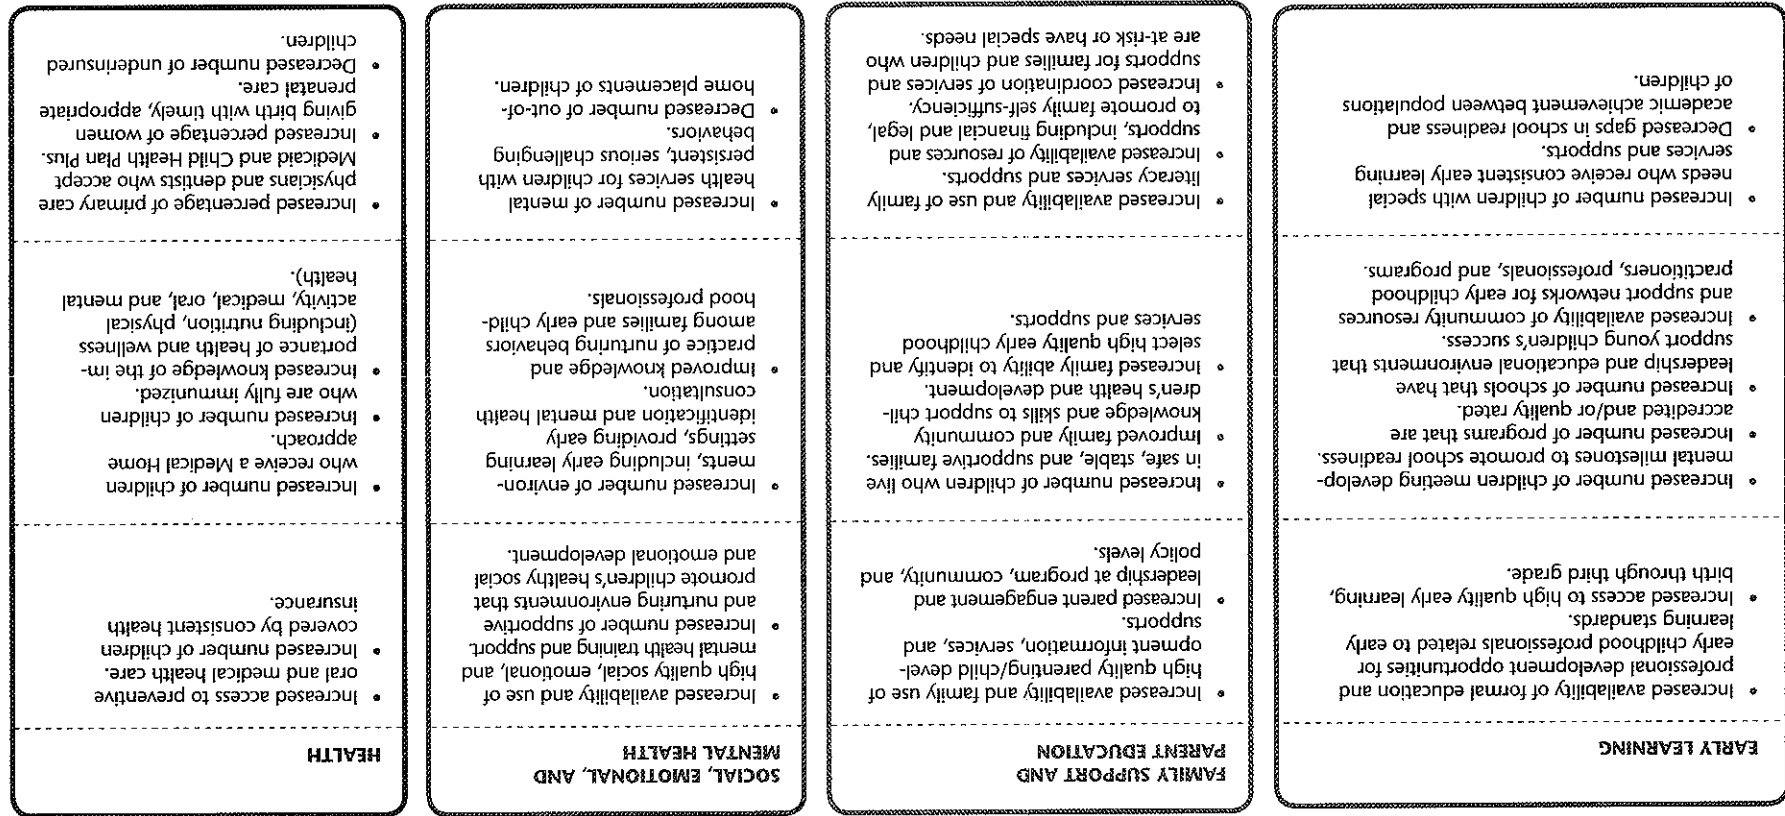 EARLY LEARNING
• Increased availability of formal education and
professional development opportunities for
early childhood professionals related to early
learning standards.
• Increased access to high quality early learning,
birth through third grade.
• Increased number of children meeting develop-
mental milestones to promote school readiness.
• Increased number of programs that are
accredited and/or quality rated.
• Increased number of schools that have
leadership and educational environments that
support young children's success.
• Increased availability of community resources
and support networks for early childhood
practitioners, professionals, and programs.
• Increased number of children with special
needs who receive consistent early learning
services and supports.
• Decreased gaps in school readiness and
academic achievement between populations
of children.
FAMILY SUPPORT AND
PARENT EDUCATION
• Increased availability and family use of
high quality parenting/child devel-
opment information, services, and
supports.
• Increased parent engagement and
leadership at program, community, and
policy levels.
• Increased number of children who live
in safe, stable, and supportive families.
• Improved family and community
knowledge and skills to support chil-
dren's health and development.
• Increased family ability to identify and
select high quality early childhood
services and supports.
• Increased availability and use of family
literacy services and supports.
• Increased availability of resources and
supports, including financial and legal,
to promote family self-sufficiency.
• Increased coordination of services and
supports for families and children who
are at-risk or have special needs.
SOCIAL, EMOTIONAL, AND
MENTAL HEALTH
• Increased availability and use of
high quality social, emotional, and
mental health training and support.
• Increased number of supportive
and nurturing environments that
promote children's healthy social
and emotional development.
• Increased number of environ-
ments, including early learning
settings, providing early
identification and mental health
consultation.
• Improved knowledge and
practice of nurturing behaviors
among families and early child-
hood professionals.
• Increased number of mental
health services for children with
persistent, serious challenging
behaviors.
• Decreased number of out-of-
home placements of children.
HEALTH
• Increased access to preventive
oral and medical health care.
• Increased number of children
covered by consistent health
insurance.
• Increased number of children
who receive a Medical Home
approach.
• Increased number of children
who are fully immunized.
• Increased knowledge of the im-
portance of health and wellness
(including nutrition, physical
activity, medical, oral, and mental
health).
• Increased percentage of primary care
physicians and dentists who accept
Medicaid and Child Health Plan Plus.
• Increased percentage of women
giving birth with timely, appropriate
prenatal care.
• Decreased number of underinsured
children.